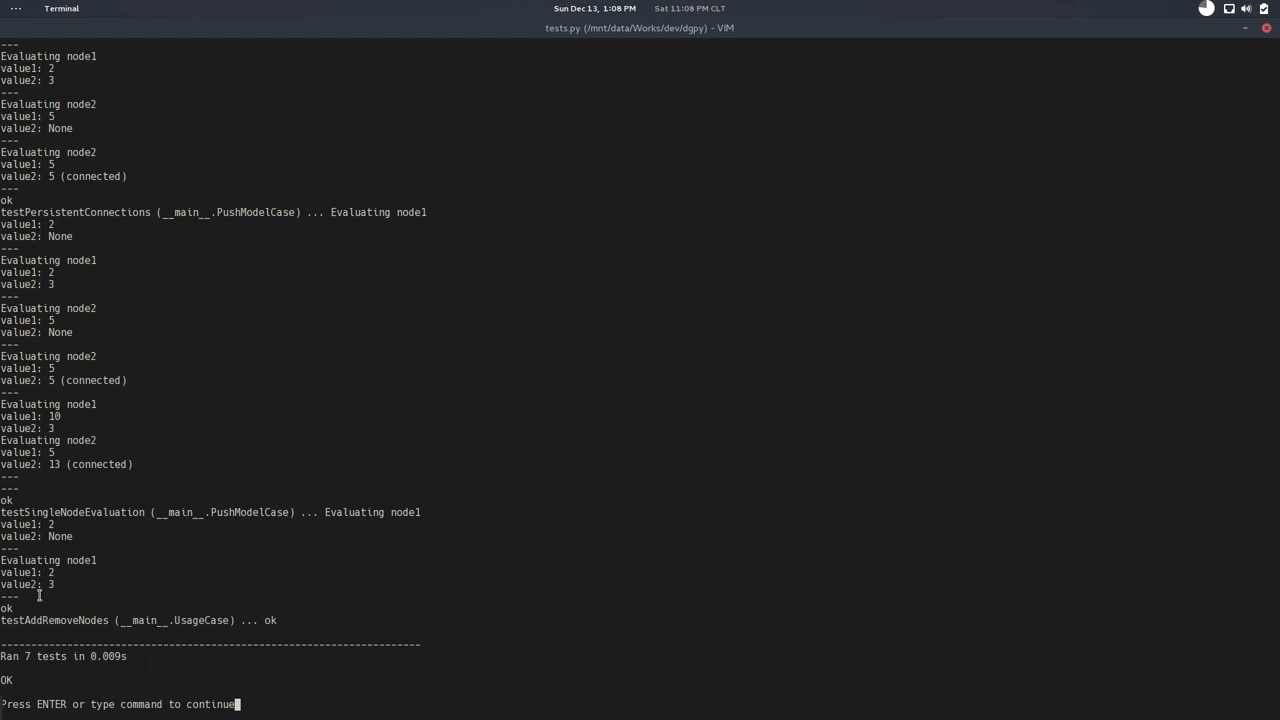 Terminal
Sun Dec 13, 1:08 PM Sat 11:08 PM CLT
tests.py (/mnt/data/Works/dev/dgpy) - VIM
---
Evaluating node1
value1: 2
value2: 3
---
Evaluating node2
value1: 5
value2: None
---
Evaluating node2
value1: 5
value2: 5 (connected)
---
ok
testPersistentConnections (__main__.PushModelCase) ... Evaluating node1
value1: 2
value2: None
---
Evaluating node1
value1: 2
value2: 3
---
Evaluating node2
value1: 5
value2: None
---
Evaluating node2
value1: 5
value2: 5 (connected)
---
Evaluating node1
value1: 10
value2: 3
Evaluating node2
value1: 5
value2: 13 (connected)
---
---
ok
testSingleNodeEvaluation (__main__.PushModelCase) ... Evaluating node1
value1: 2
value2: None
---
Evaluating node1
value1: 2
value2: 3
---
ok
testAddRemoveNodes (__main__.UsageCase) ... ok
----------------------------------------------------------------------
Ran 7 tests in 0.009s
OK
Press ENTER or type command to continue